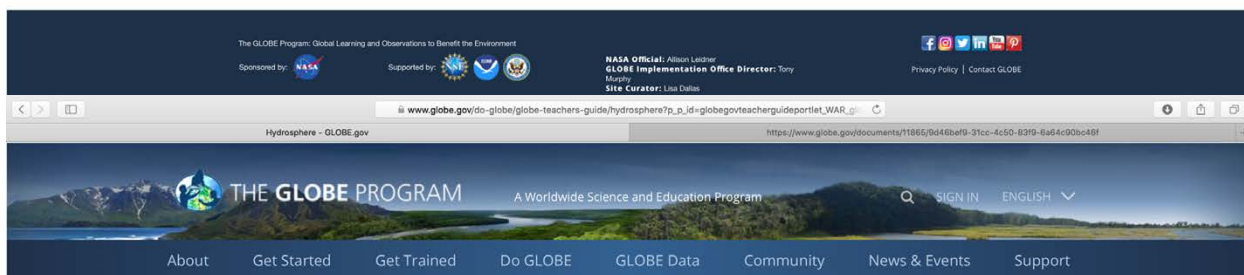 The GLOBE Program: Global Learning and Observations to Benefit the Environment
Sponsored by: NASA Supported by:
NASA Official: Allison Leidner
GLOBE Implementation Office Director: Tony
Murphy
Site Curator: Lisa Dallas
Privacy Policy | Contact GLOBE
www.globe.gov/do-globe/globe-teachers-guide/hydrosphere?p_p_id=globegovteacherguideportlet_WAR_gl
Hydrosphere - GLOBE.gov
https://www.globe.gov/documents/11865/9d46bef9-31cc-4c50-83f9-6a64c90bc46f
THE GLOBE PROGRAM
A Worldwide Science and Education Program
SIGN IN ENGLISH
About Get Started Get Trained Do GLOBE GLOBE Data Community News & Events Support